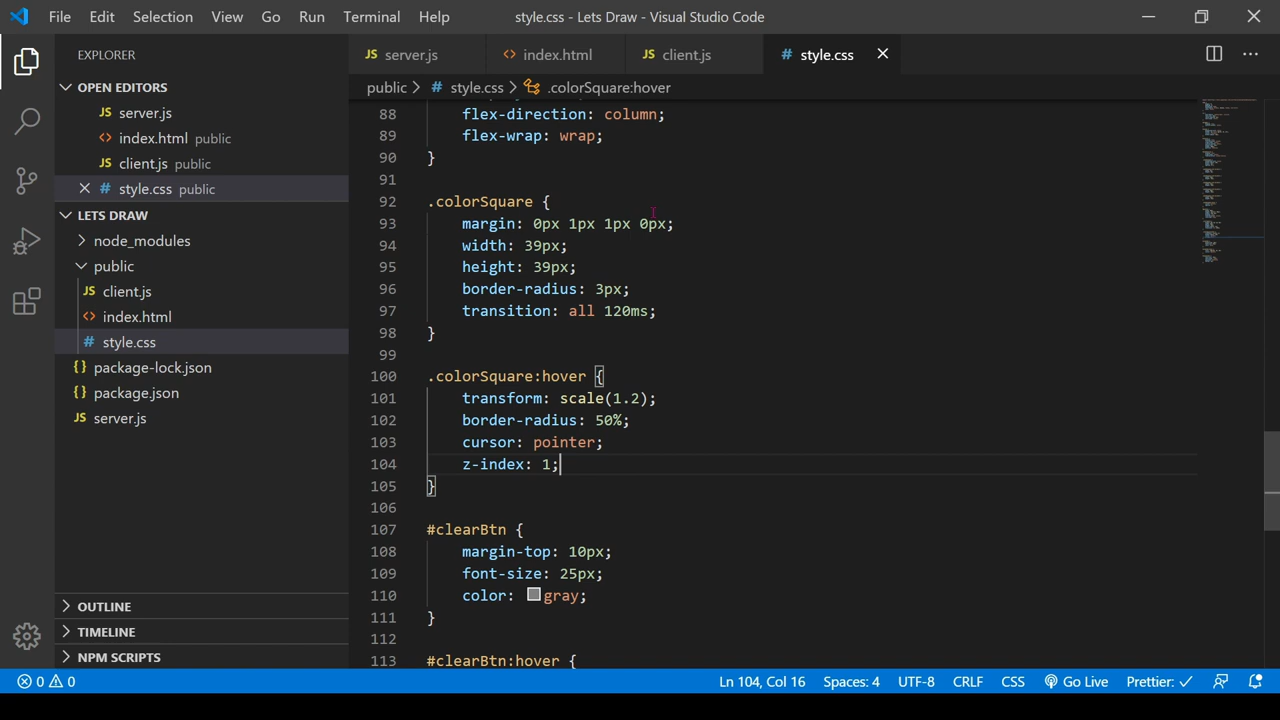 File Edit Selection View Go Run Terminal Help style.css - Lets Draw - Visual Studio Code
EXPLORER
OPEN EDITORS
JS server.js
<> index.html public
JS client.js public
# style.css public
LETS DRAW
node_modules
public
JS client.js
<> index.html
# style.css
{} package-lock.json
{} package.json
JS server.js
OUTLINE
TIMELINE
NPM SCRIPTS
JS server.js <> index.html JS client.js # style.css
public > # style.css > .colorSquare:hover
88 flex-direction: column;
89 flex-wrap: wrap;
90 }
91
92 .colorSquare {
93 margin: 0px 1px 1px 0px;
94 width: 39px;
95 height: 39px;
96 border-radius: 3px;
97 transition: all 120ms;
98 }
99
100 .colorSquare:hover {
101 transform: scale(1.2);
102 border-radius: 50%;
103 cursor: pointer;
104 z-index: 1;
105 }
106
107 #clearBtn {
108 margin-top: 10px;
109 font-size: 25px;
110 color: gray;
111 }
112
113 #clearBtn:hover {
0 0 Ln 104, Col 16 Spaces: 4 UTF-8 CRLF CSS Go Live Prettier: ✓